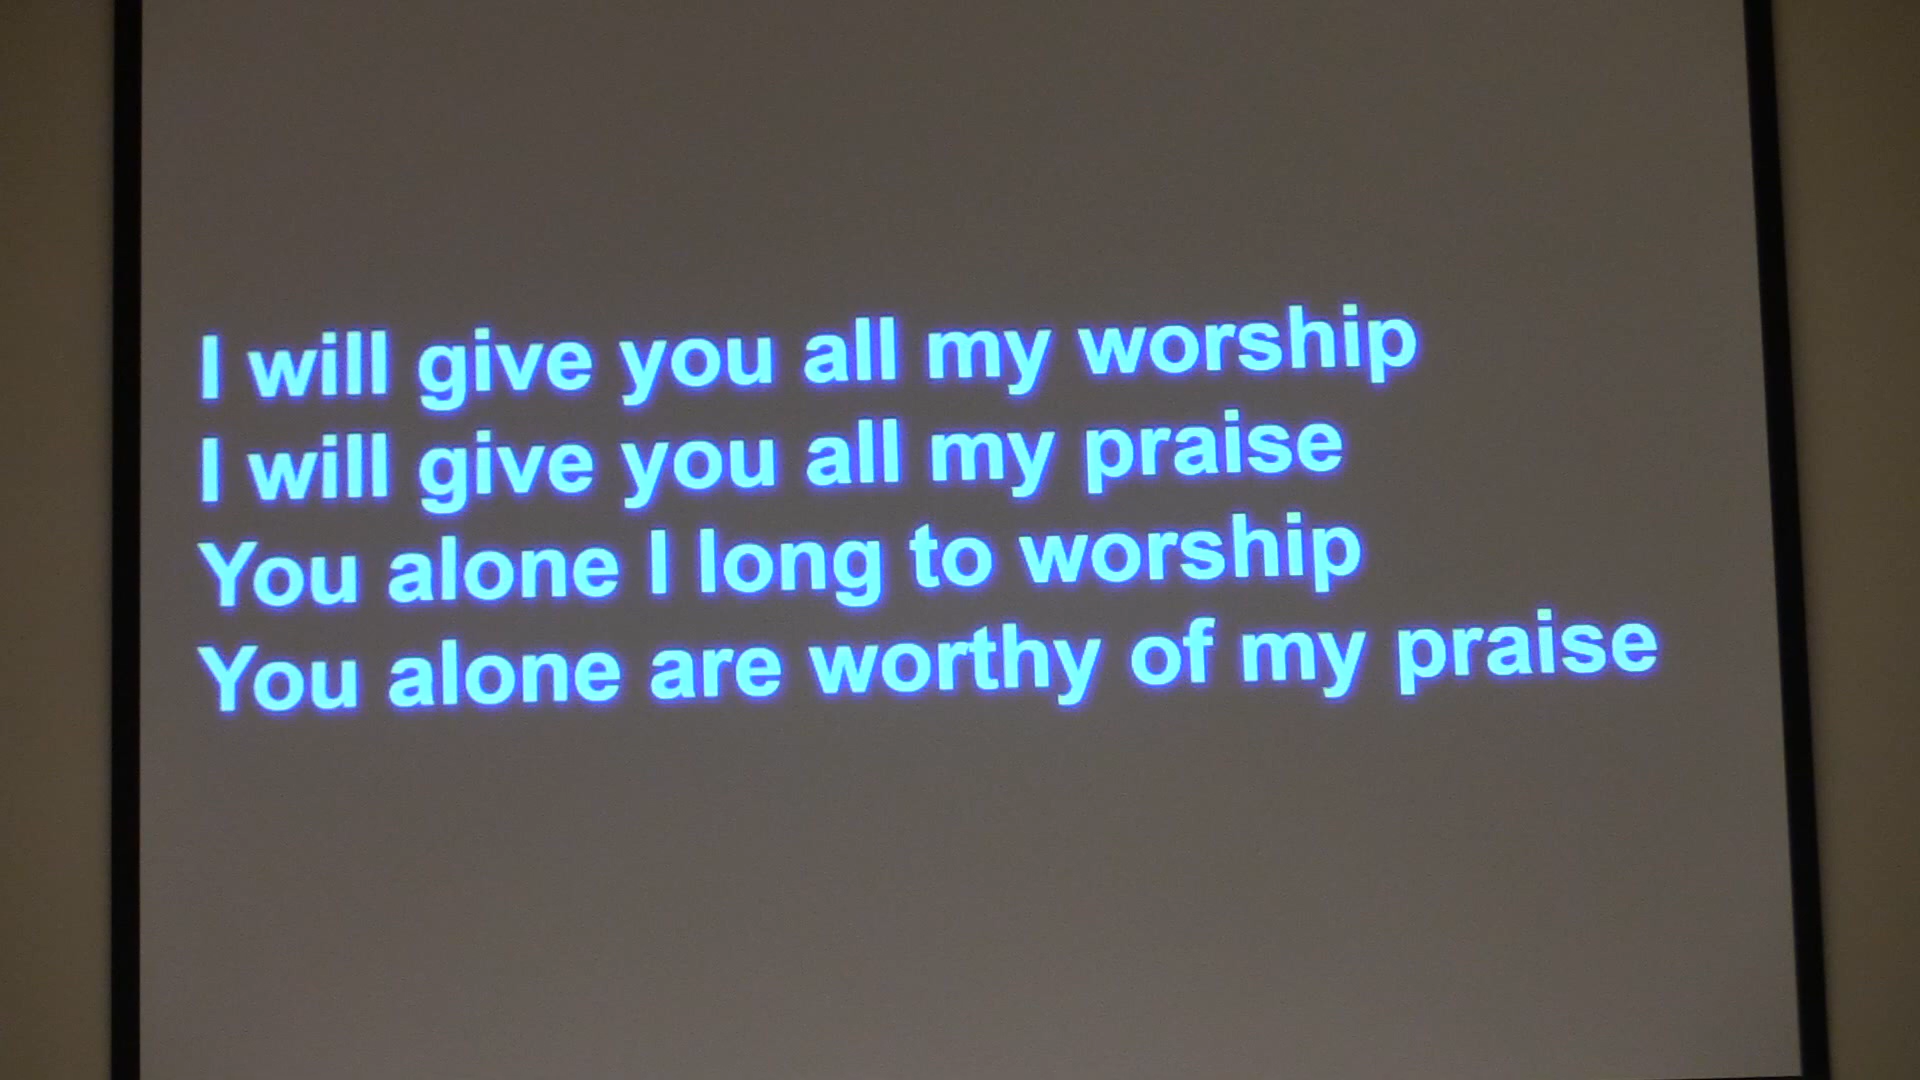 I will give you all my worship
I will give you all my praise
You alone I long to worship
You alone are worthy of my praise